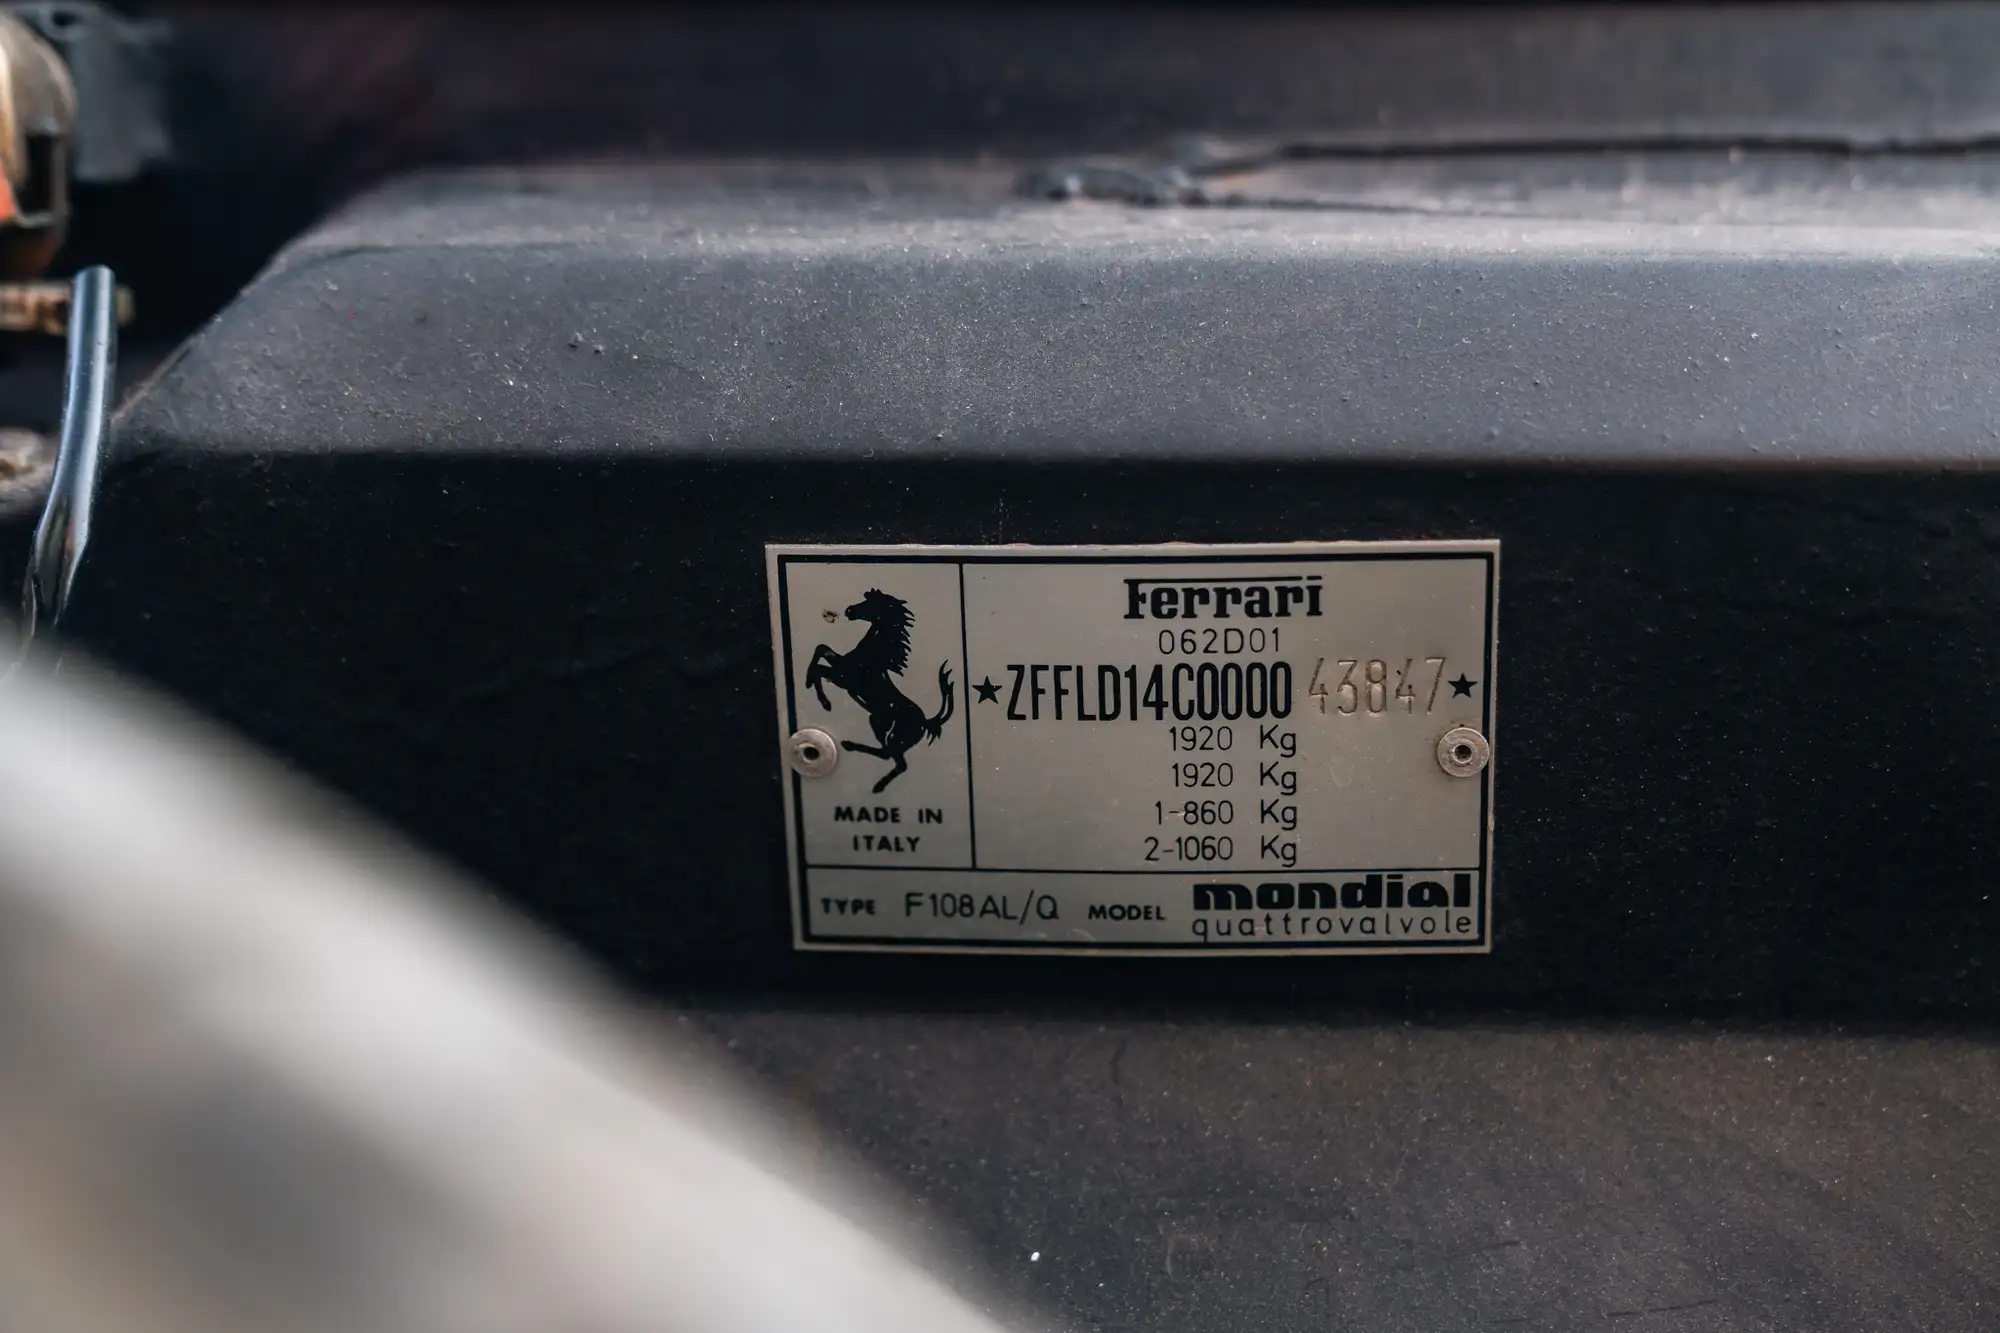 Ferrari
062D01
★ZFFLD14C0000 43847★
1920 Kg
1920 Kg
1-860 Kg
2-1060 Kg
MADE IN
ITALY
TYPE F108AL/Q MODEL mondial
quattrovalvole